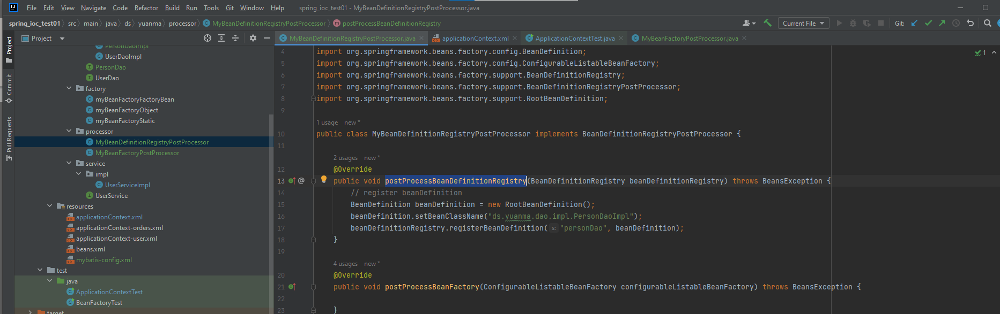 File Edit View Navigate Code Refactor Build Run Tools Git Window Help spring_ioc_test01 - MyBeanDefinitionRegistryPostProcessor.java
spring_ioc_test01 src main java ds yuanma processor MyBeanDefinitionRegistryPostProcessor postProcessBeanDefinitionRegistry Current File Git:
Project
Commit
Pull Requests
Project
PersonDaoImpl
UserDaoImpl
PersonDao
UserDao
factory
myBeanFactoryFactoryBean
myBeanFactoryObject
myBeanFactoryStatic
processor
MyBeanDefinitionRegistryPostProcessor
MyBeanFactoryPostProcessor
service
impl
UserServiceImpl
UserService
resources
applicationContext.xml
applicationContext-orders.xml
applicationContext-user.xml
beans.xml
mybatis-config.xml
test
java
ApplicationContextTest
BeanFactoryTest
target
MyBeanDefinitionRegistryPostProcessor.java applicationContext.xml ApplicationContextTest.java MyBeanFactoryPostProcessor.java
4 import org.springframework.beans.factory.config.BeanDefinition; 1
5 import org.springframework.beans.factory.config.ConfigurableListableBeanFactory;
6 import org.springframework.beans.factory.support.BeanDefinitionRegistry;
7 import org.springframework.beans.factory.support.BeanDefinitionRegistryPostProcessor;
8 import org.springframework.beans.factory.support.RootBeanDefinition;
9
1 usage new *
10 public class MyBeanDefinitionRegistryPostProcessor implements BeanDefinitionRegistryPostProcessor {
11
2 usages new *
12 @Override
13 @ public void postProcessBeanDefinitionRegistry(BeanDefinitionRegistry beanDefinitionRegistry) throws BeansException {
14 // register beanDefinition
15 BeanDefinition beanDefinition = new RootBeanDefinition();
16 beanDefinition.setBeanClassName("ds.yuanma.dao.impl.PersonDaoImpl");
17 beanDefinitionRegistry.registerBeanDefinition( s: "personDao", beanDefinition);
18 }
19
4 usages new *
20 @Override
21 public void postProcessBeanFactory(ConfigurableListableBeanFactory configurableListableBeanFactory) throws BeansException {
22
23 }